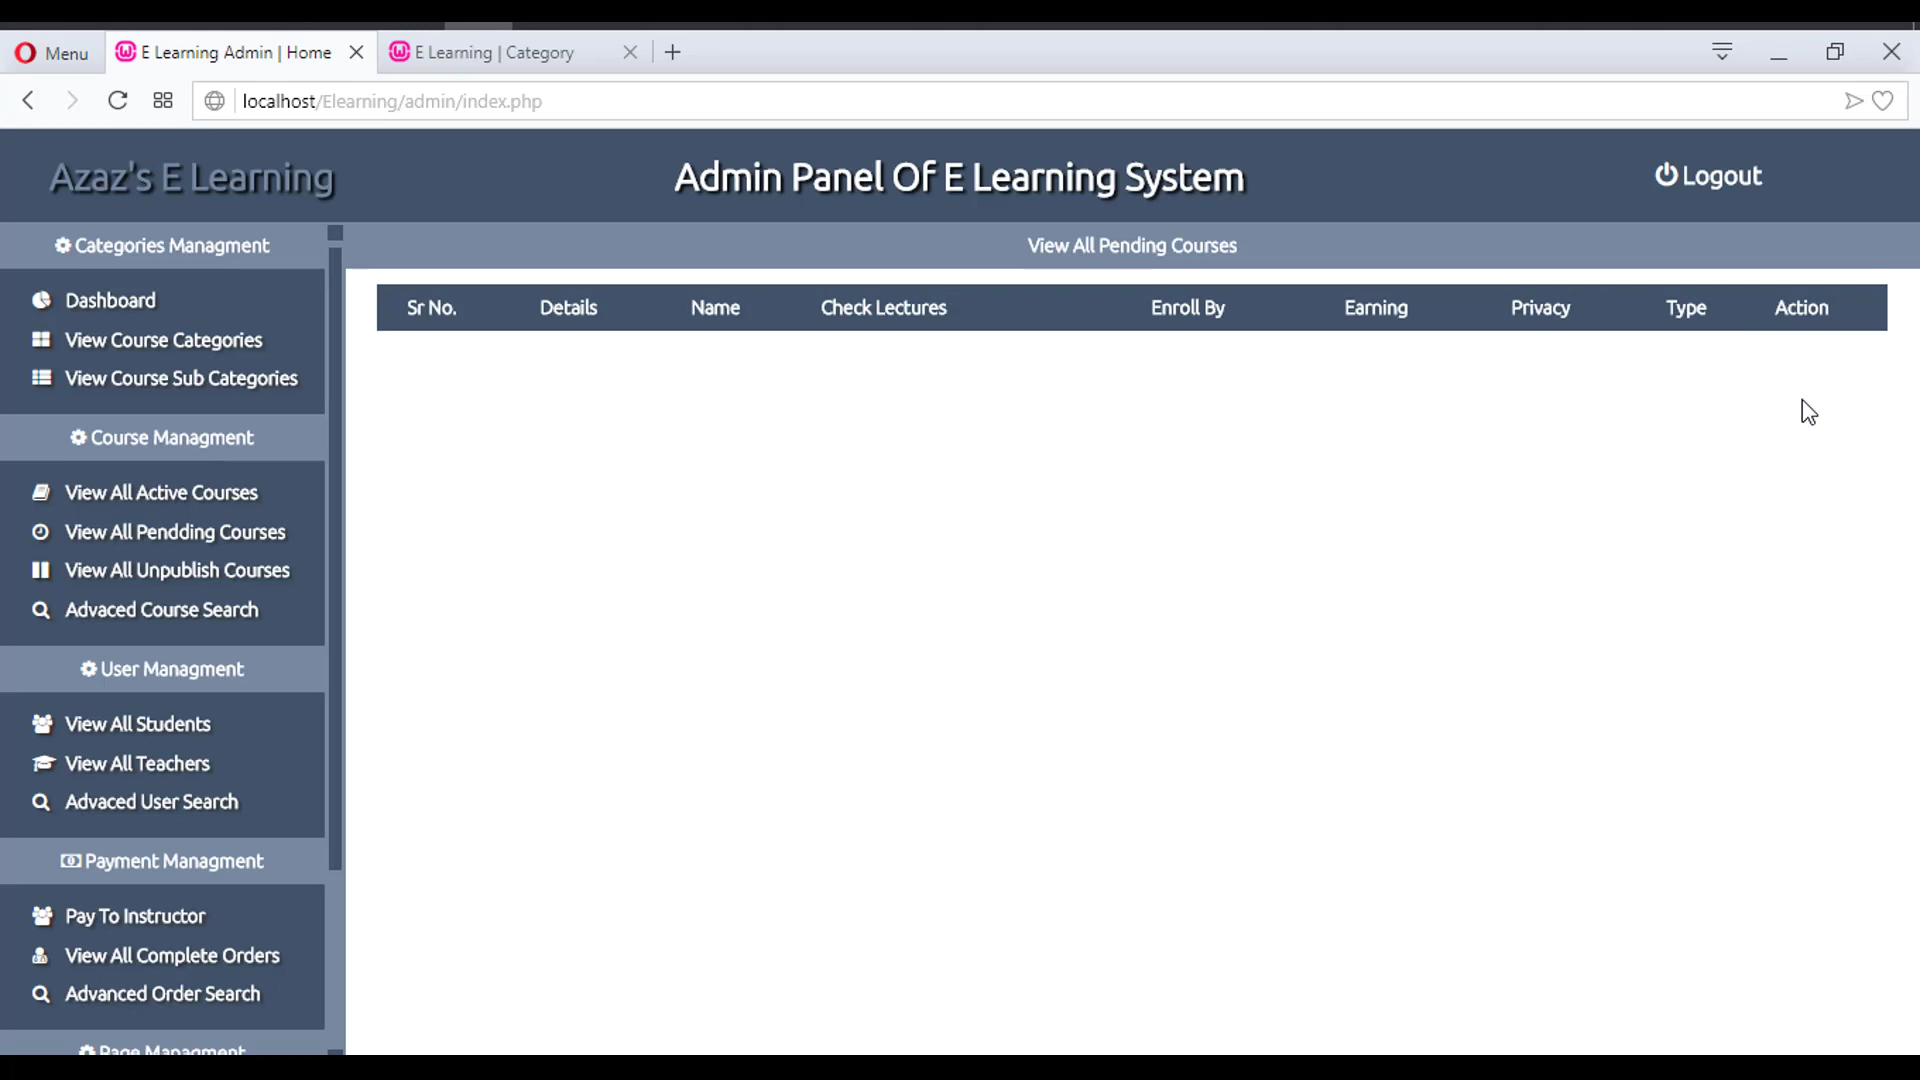 Menu
E Learning Admin | Home
E Learning | Category
localhost/Elearning/admin/index.php
Azaz's E Learning
Admin Panel Of E Learning System
Logout
Categories Managment
View All Pending Courses
Dashboard
View Course Categories
View Course Sub Categories
Sr No. Details Name Check Lectures Enroll By Earning Privacy Type Action
Course Managment
View All Active Courses
View All Pendding Courses
View All Unpublish Courses
Advaced Course Search
User Managment
View All Students
View All Teachers
Advaced User Search
Payment Managment
Pay To Instructor
View All Complete Orders
Advanced Order Search
Page Managment